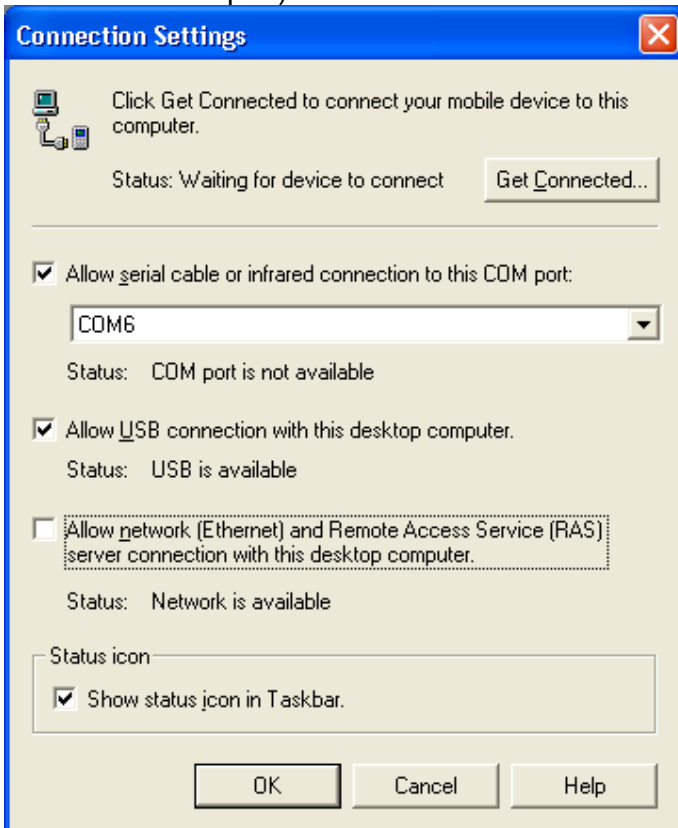 Connection Settings
Click Get Connected to connect your mobile device to this
computer.
Status: Waiting for device to connect
Get Connected...
Allow serial cable or infrared connection to this COM port:
COM6
Status: COM port is not available
Allow USB connection with this desktop computer.
Status: USB is available
Allow network (Ethernet) and Remote Access Service (RAS)
server connection with this desktop computer.
Status: Network is available
Status icon
Show status icon in Taskbar.
OK
Cancel
Help